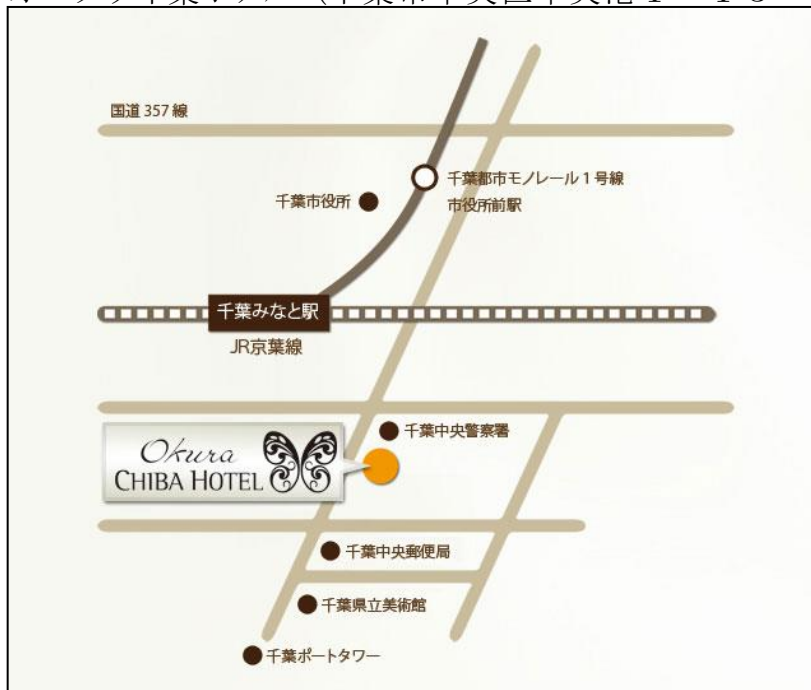 国道357線
千葉都市モノレール1号線
市役所前駅
千葉市役所
千葉みなと駅
JR京葉線
千葉中央警察署
Okura
CHIBA HOTEL
千葉中央郵便局
千葉県立美術館
千葉ポートタワー